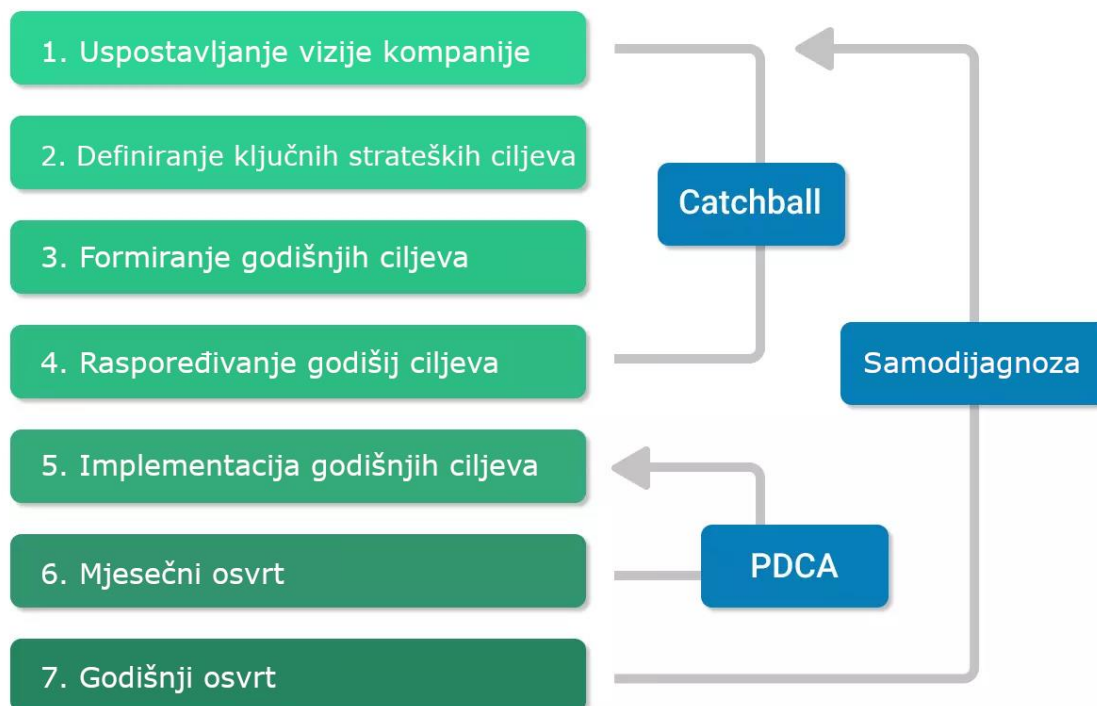 1. Uspostavljanje vizije kompanije
2. Definiranje ključnih strateških ciljeva
3. Formiranje godišnjih ciljeva
4. Raspoređivanje godišij ciljeva
5. Implementacija godišnjih ciljeva
6. Mjesečni osvrt
7. Godišnji osvrt
Catchball
Samodijagnoza
PDCA